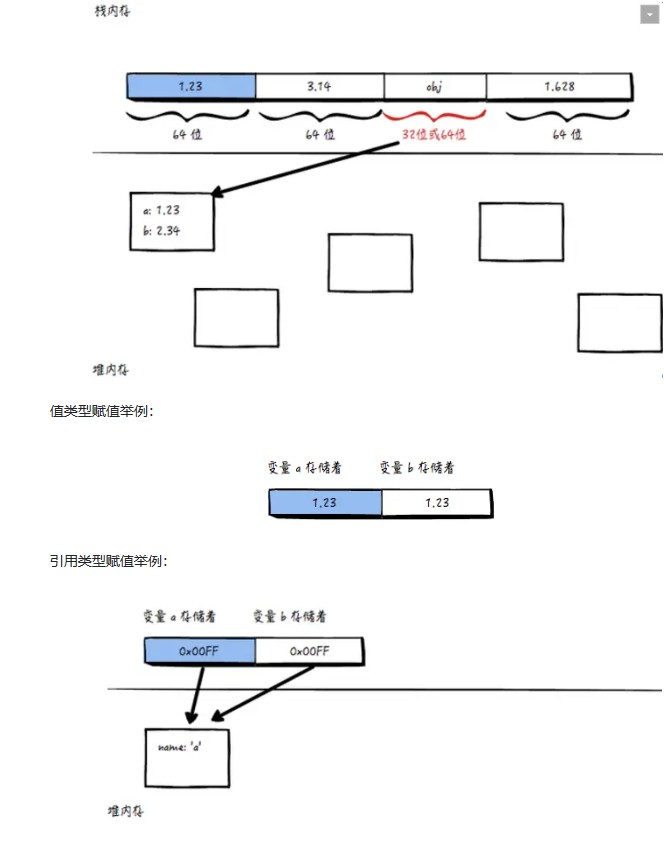 栈内存
1.23 3.14 obj 1.628
64 位 64 位 32位或64位 64 位
a: 1.23
b: 2.34
堆内存
值类型赋值举例：
变量 a 存储着 变量 b 存储着
1.23 1.23
引用类型赋值举例：
变量 a 存储着 变量 b 存储着
0x00FF 0x00FF
name: 'a'
堆内存